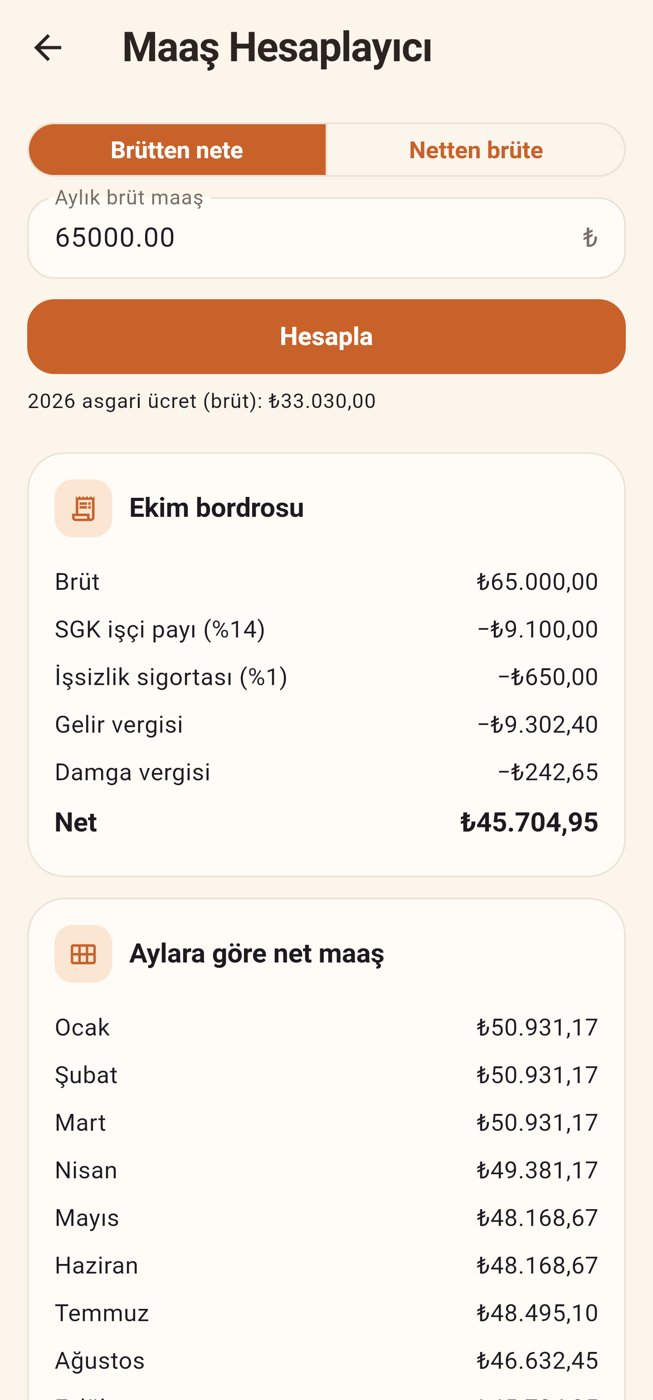 Maaş Hesaplayıcı
Brütten nete
Netten brüte
Aylık brüt maaş
65000.00 ₺
Hesapla
2026 asgari ücret (brüt): ₺33.030,00
Ekim bordrosu
Brüt ₺65.000,00
SGK işçi payı (%14) −₺9.100,00
İşsizlik sigortası (%1) −₺650,00
Gelir vergisi −₺9.302,40
Damga vergisi −₺242,65
Net ₺45.704,95
Aylara göre net maaş
Ocak ₺50.931,17
Şubat ₺50.931,17
Mart ₺50.931,17
Nisan ₺49.381,17
Mayıs ₺48.168,67
Haziran ₺48.168,67
Temmuz ₺48.495,10
Ağustos ₺46.632,45